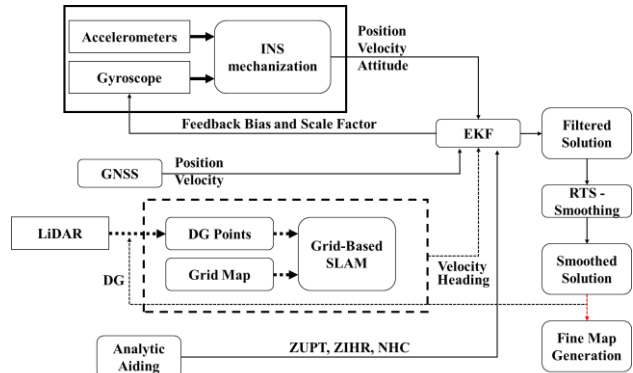 Accelerometers
Gyroscope
INS
mechanization
Position
Velocity
Attitude
Feedback Bias and Scale Factor
EKF
Filtered
Solution
GNSS
Position
Velocity
RTS -
Smoothing
LiDAR
DG Points
Grid Map
Grid-Based
SLAM
DG
Velocity
Heading
Smoothed
Solution
Analytic
Aiding
ZUPT, ZIHR, NHC
Fine Map
Generation